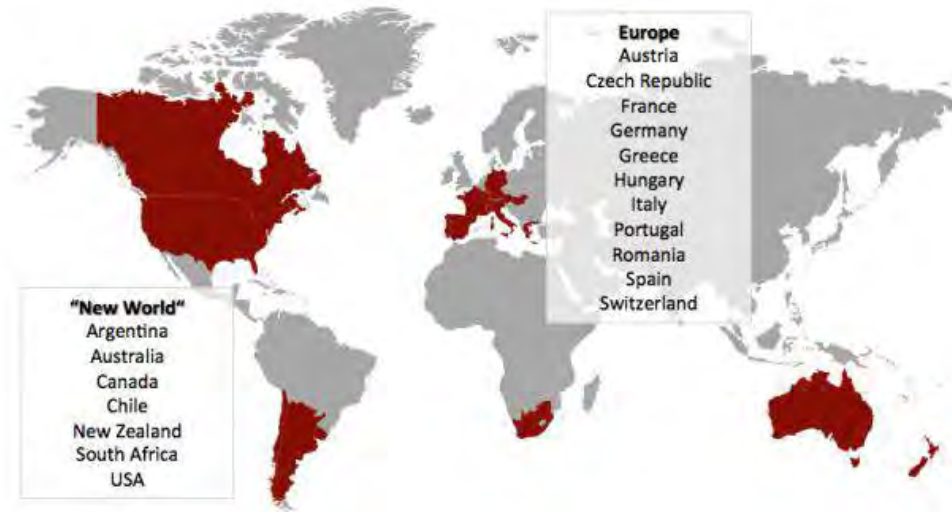 Europe
Austria
Czech Republic
France
Germany
Greece
Hungary
Italy
Portugal
Romania
Spain
Switzerland
“New World“
Argentina
Australia
Canada
Chile
New Zealand
South Africa
USA